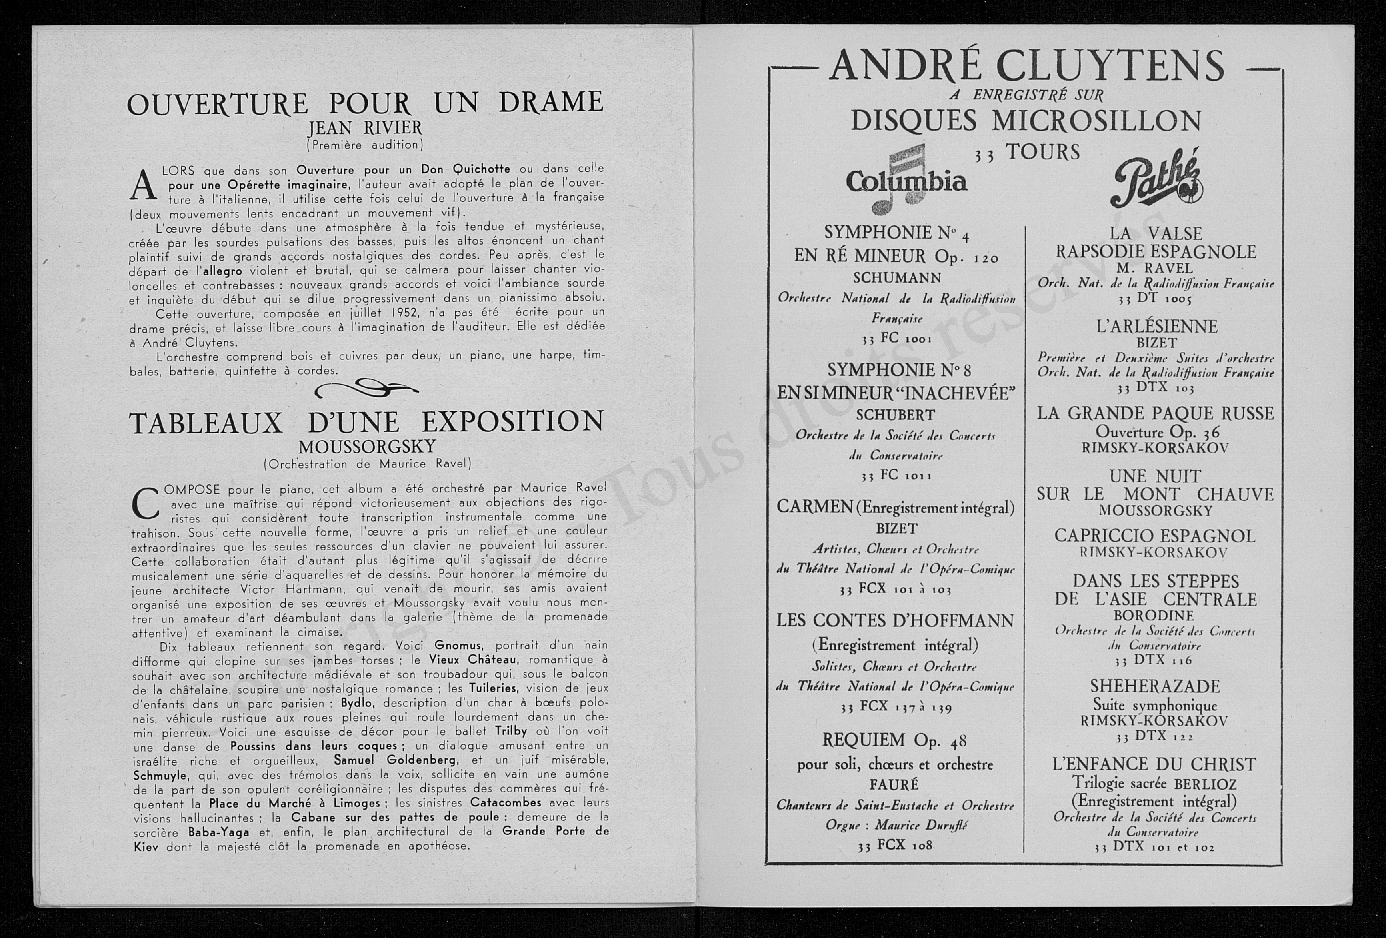 OUVERTURE POUR UN DRAME
JEAN RIVIER
(Première audition)
ALORS que dans son Ouverture pour un Don Quichotte ou dans celle
pour une Opérette imaginaire, l'auteur avait adopté le plan de l'ouver-
ture à l'italienne, il utilise cette fois celui de l'ouverture à la française
(deux mouvements lents encadrant un mouvement vif).
L'œuvre débute dans une atmosphère à la fois tendue et mystérieuse,
créée par les sourdes pulsations des basses, puis les altos énoncent un chant
plaintif suivi de grands accords nostalgiques des cordes. Peu après, c'est le
départ de l'allegro violent et brutal, qui se calmera pour laisser chanter vio-
loncelles et contrebasses : nouveaux grands accords et voici l'ambiance sourde
et inquiète du début qui se dilue progressivement dans un pianissimo absolu.
Cette ouverture, composée en juillet 1952, n'a pas été écrite pour un
drame précis, et laisse libre cours à l'imagination de l'auditeur. Elle est dédiée
à André Cluytens.
L'orchestre comprend bois et cuivres par deux, un piano, une harpe, tim-
bales, batterie, quintette à cordes.
TABLEAUX D'UNE EXPOSITION
MOUSSORGSKY
(Orchestration de Maurice Ravel)
COMPOSE pour le piano, cet album a été orchestré par Maurice Ravel
avec une maîtrise qui répond victorieusement aux objections des rigo-
ristes qui considèrent toute transcription instrumentale comme une
trahison. Sous cette nouvelle forme, l'œuvre a pris un relief et une couleur
extraordinaires que les seules ressources d'un clavier ne pouvaient lui assurer.
Cette collaboration était d'autant plus légitime qu'il s'agissait de décrire
musicalement une série d'aquarelles et de dessins. Pour honorer la mémoire du
jeune architecte Victor Hartmann, qui venait de mourir, ses amis avaient
organisé une exposition de ses œuvres et Moussorgsky avait voulu nous mon-
trer un amateur d'art déambulant dans la galerie (thème de la promenade
attentive) et examinant la cimaise.
Dix tableaux retiennent son regard. Voici Gnomus, portrait d'un nain
difforme qui clopine sur ses jambes torses ; le Vieux Château, romantique à
souhait avec son architecture médiévale et son troubadour qui, sous le balcon
de la châtelaine, soupire une nostalgique romance ; les Tuileries, vision de jeux
d'enfants dans un parc parisien ; Bydlo, description d'un char à bœufs polo-
nais, véhicule rustique aux roues pleines qui roule lourdement dans un che-
min pierreux. Voici une esquisse de décor pour le ballet Trilby où l'on voit
une danse de Poussins dans leurs coques ; un dialogue amusant entre un
israélite riche et orgueilleux, Samuel Goldenberg, et un juif misérable,
Schmuyle, qui, avec des trémolos dans la voix, sollicite en vain une aumône
de la part de son opulent coréligionnaire ; les disputes des commères qui fré-
quentent la Place du Marché à Limoges ; les sinistres Catacombes avec leurs
visions hallucinantes ; la Cabane sur des pattes de poule : demeure de la
sorcière Baba-Yaga et, enfin, le plan architectural de la Grande Porte de
Kiev dont la majesté clôt la promenade en apothéose.
ANDRÉ CLUYTENS
A ENREGISTRÉ SUR
DISQUES MICROSILLON
33 TOURS
Columbia
Pathé
SYMPHONIE N° 4
EN RÉ MINEUR Op. 120
SCHUMANN
Orchestre National de la Radiodiffusion
Française
33 FC 1001
SYMPHONIE N° 8
EN SI MINEUR "INACHEVÉE"
SCHUBERT
Orchestre de la Société des Concerts
du Conservatoire
33 FC 1011
CARMEN (Enregistrement intégral)
BIZET
Artistes, Chœurs et Orchestre
du Théâtre National de l'Opéra-Comique
33 FCX 101 à 103
LES CONTES D'HOFFMANN
(Enregistrement intégral)
Solistes, Chœurs et Orchestre
du Théâtre National de l'Opéra-Comique
33 FCX 137 à 139
REQUIEM Op. 48
pour soli, chœurs et orchestre
FAURÉ
Chanteurs de Saint-Eustache et Orchestre
Orgue : Maurice Duruflé
33 FCX 108
LA VALSE
RAPSODIE ESPAGNOLE
M. RAVEL
Orch. Nat. de la Radiodiffusion Française
33 DT 1005
L'ARLÉSIENNE
BIZET
Première et Deuxième Suites d'orchestre
Orch. Nat. de la Radiodiffusion Française
33 DTX 103
LA GRANDE PAQUE RUSSE
Ouverture Op. 36
RIMSKY-KORSAKOV
UNE NUIT
SUR LE MONT CHAUVE
MOUSSORGSKY
CAPRICCIO ESPAGNOL
RIMSKY-KORSAKOV
DANS LES STEPPES
DE L'ASIE CENTRALE
BORODINE
Orchestre de la Société des Concerts
du Conservatoire
33 DTX 116
SHEHERAZADE
Suite symphonique
RIMSKY-KORSAKOV
33 DTX 122
L'ENFANCE DU CHRIST
Trilogie sacrée BERLIOZ
(Enregistrement intégral)
Orchestre de la Société des Concerts
du Conservatoire
33 DTX 101 et 102
Tous droits réservés